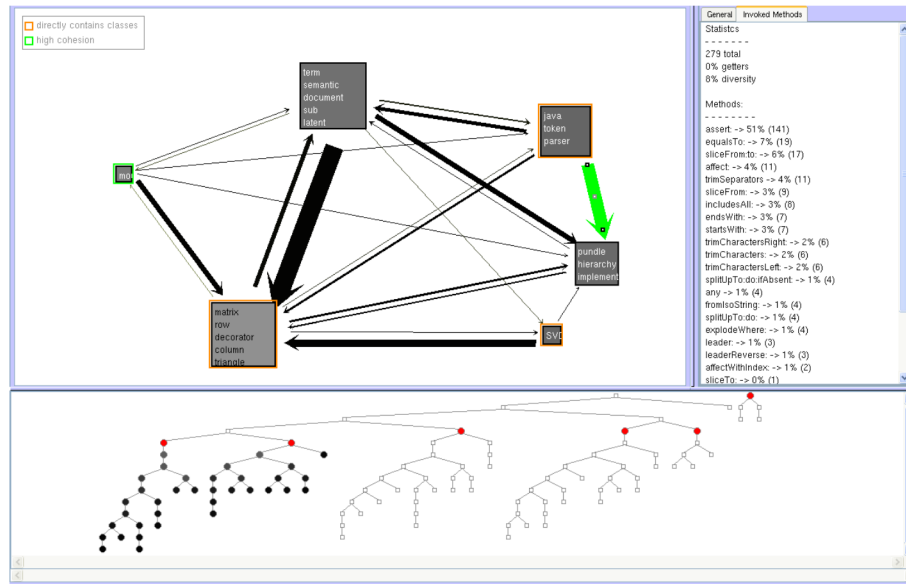 directly contains classes
high cohesion
term
semantic
document
sub
latent
java
token
parser
pundle
hierarchy
implement
matrix
row
decorator
column
triangle
SVD
General
Invoked Methods
Statistcs
- - - - - - -
279 total
0% getters
8% diversity
Methods:
- - - - - - - -
assert: -> 51% (141)
equalsTo: -> 7% (19)
sliceFrom:to: -> 6% (17)
affect: -> 4% (11)
trimSeparators -> 4% (11)
sliceFrom: -> 3% (9)
includesAll: -> 3% (8)
endsWith: -> 3% (7)
startsWith: -> 3% (7)
trimCharactersRight: -> 2% (6)
trimCharacters: -> 2% (6)
trimCharactersLeft: -> 2% (6)
splitUpTo:do:ifAbsent: -> 1% (4)
any -> 1% (4)
fromIsoString: -> 1% (4)
splitUpTo:do: -> 1% (4)
explodeWhere: -> 1% (4)
leader: -> 1% (3)
leaderReverse: -> 1% (3)
affectWithIndex: -> 1% (2)
sliceTo: -> 0% (1)